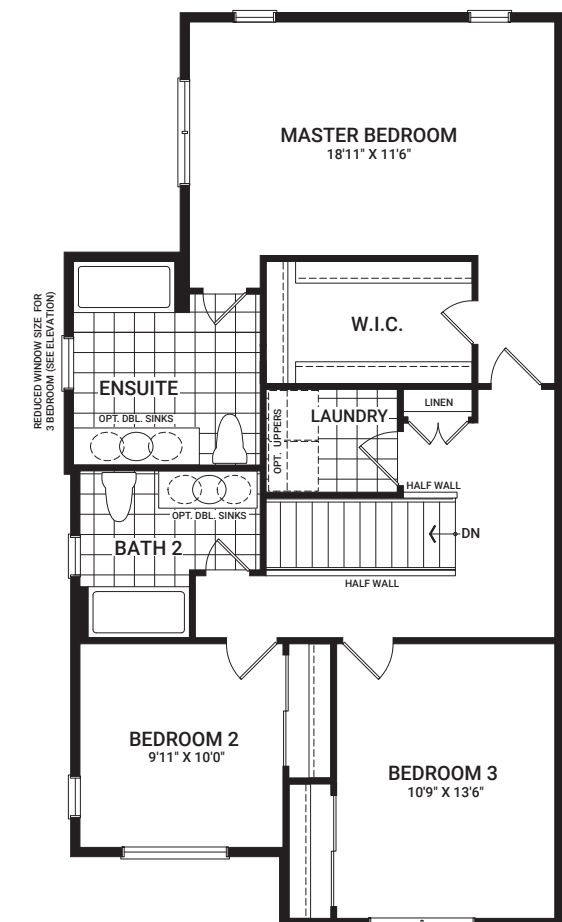 MASTER BEDROOM
18'11" X 11'6"
REDUCED WINDOW SIZE FOR
3 BEDROOM (SEE ELEVATION)
W.I.C.
ENSUITE
OPT. DBL. SINKS
OPT. UPPERS
LAUNDRY
LINEN
HALF WALL
OPT. DBL. SINKS
DN
BATH 2
HALF WALL
BEDROOM 2
9'11" X 10'0"
BEDROOM 3
10'9" X 13'6"